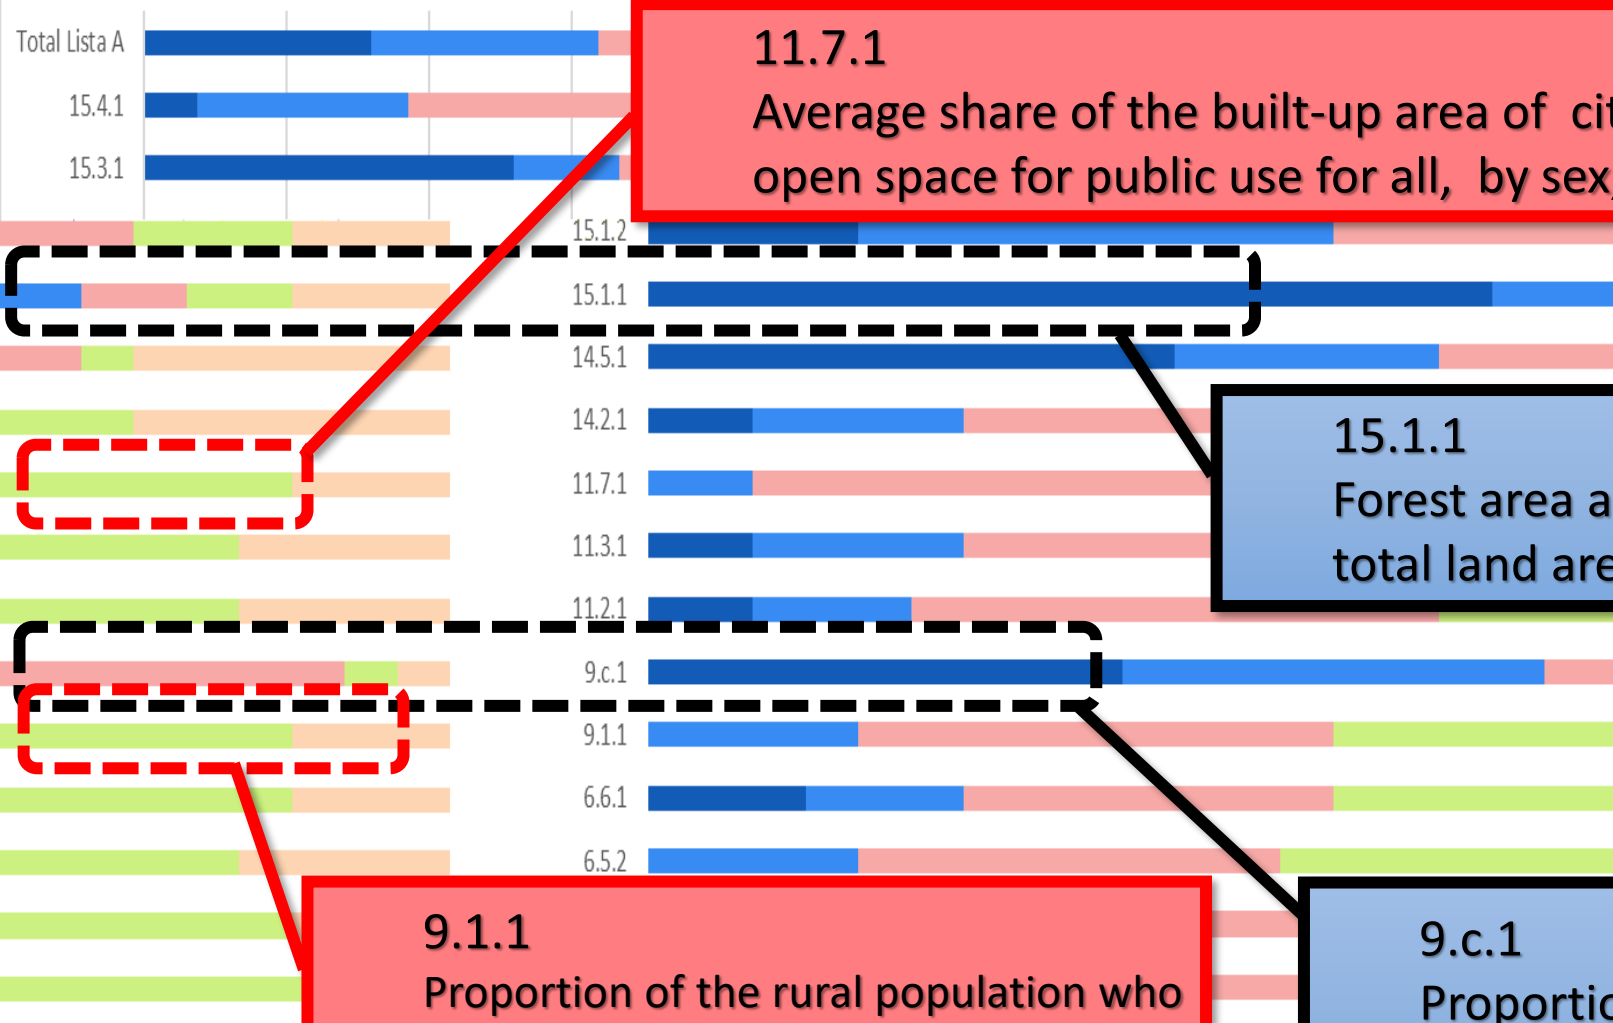 Total Lista A
15.4.1
15.3.1
11.7.1
Average share of the built-up area of cit
open space for public use for all, by sex,
15.1.2
15.1.1
14.5.1
14.2.1
11.7.1
11.3.1
11.2.1
9.c.1
9.1.1
6.6.1
6.5.2
15.1.1
Forest area a
total land are
9.1.1
Proportion of the rural population who
9.c.1
Proportio